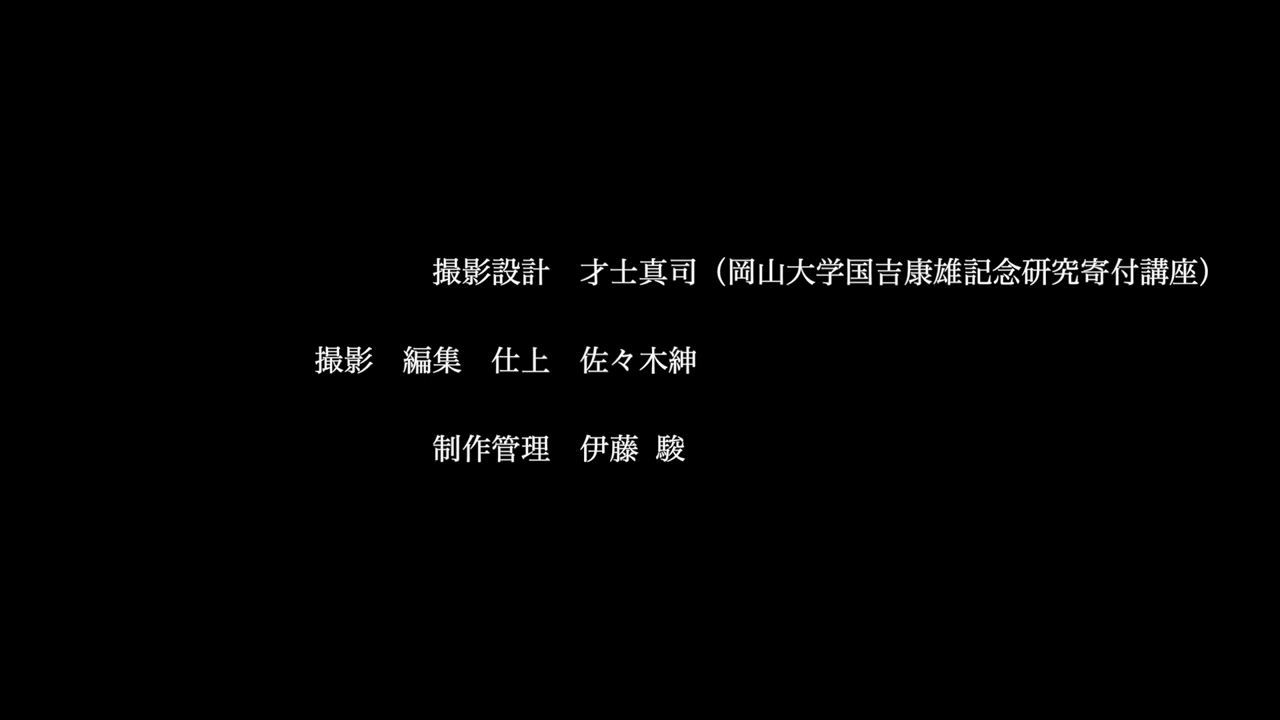 撮影設計　才士真司（岡山大学国吉康雄記念研究寄付講座）
撮影　編集　仕上　佐々木紳
制作管理　伊藤 駿